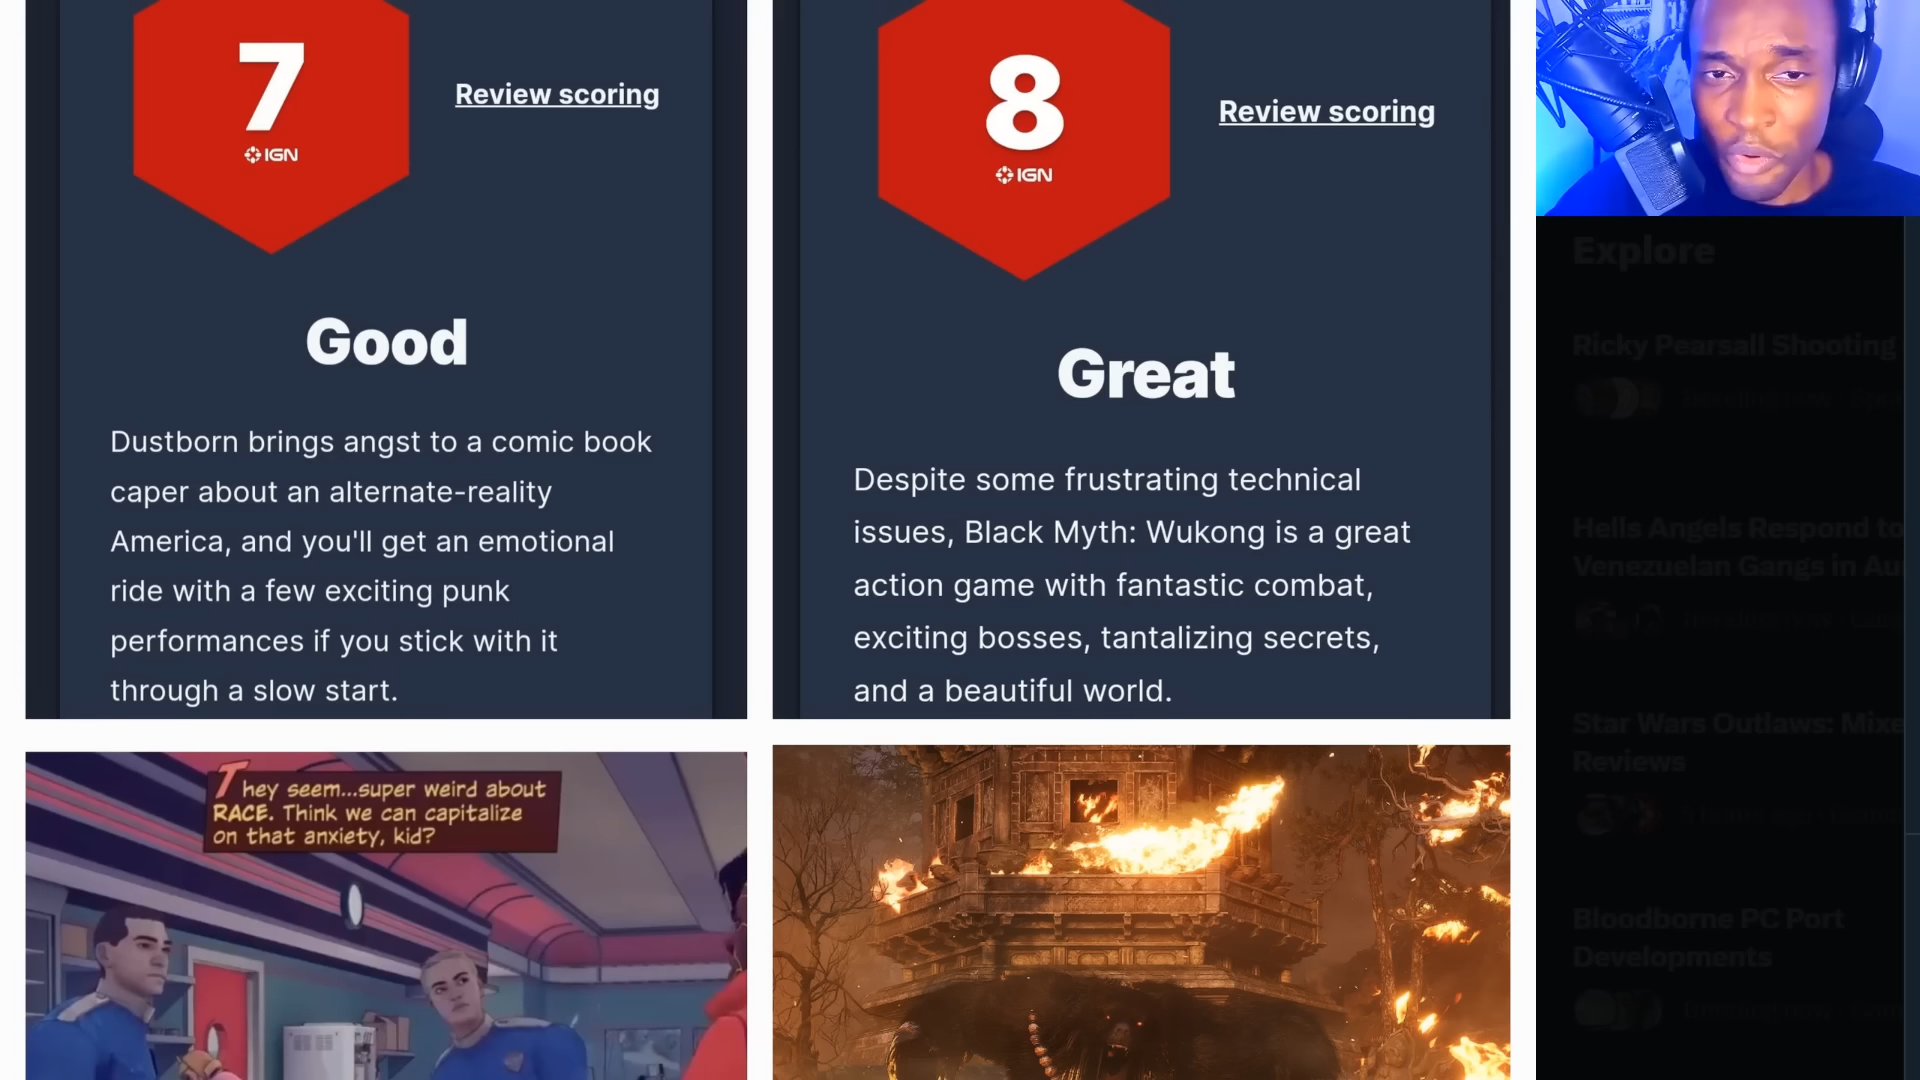 7
IGN
Review scoring
Good
Dustborn brings angst to a comic book
caper about an alternate-reality
America, and you'll get an emotional
ride with a few exciting punk
performances if you stick with it
through a slow start.
8
IGN
Review scoring
Great
Despite some frustrating technical
issues, Black Myth: Wukong is a great
action game with fantastic combat,
exciting bosses, tantalizing secrets,
and a beautiful world.
They seem...super weird about
RACE. Think we can capitalize
on that anxiety, kid?
Explore
Ricky Pearsall Shooting
Hells Angels Respond to
Venezuelan Gangs in Au
Star Wars Outlaws: Mixe
Reviews
Bloodborne PC Port
Developments